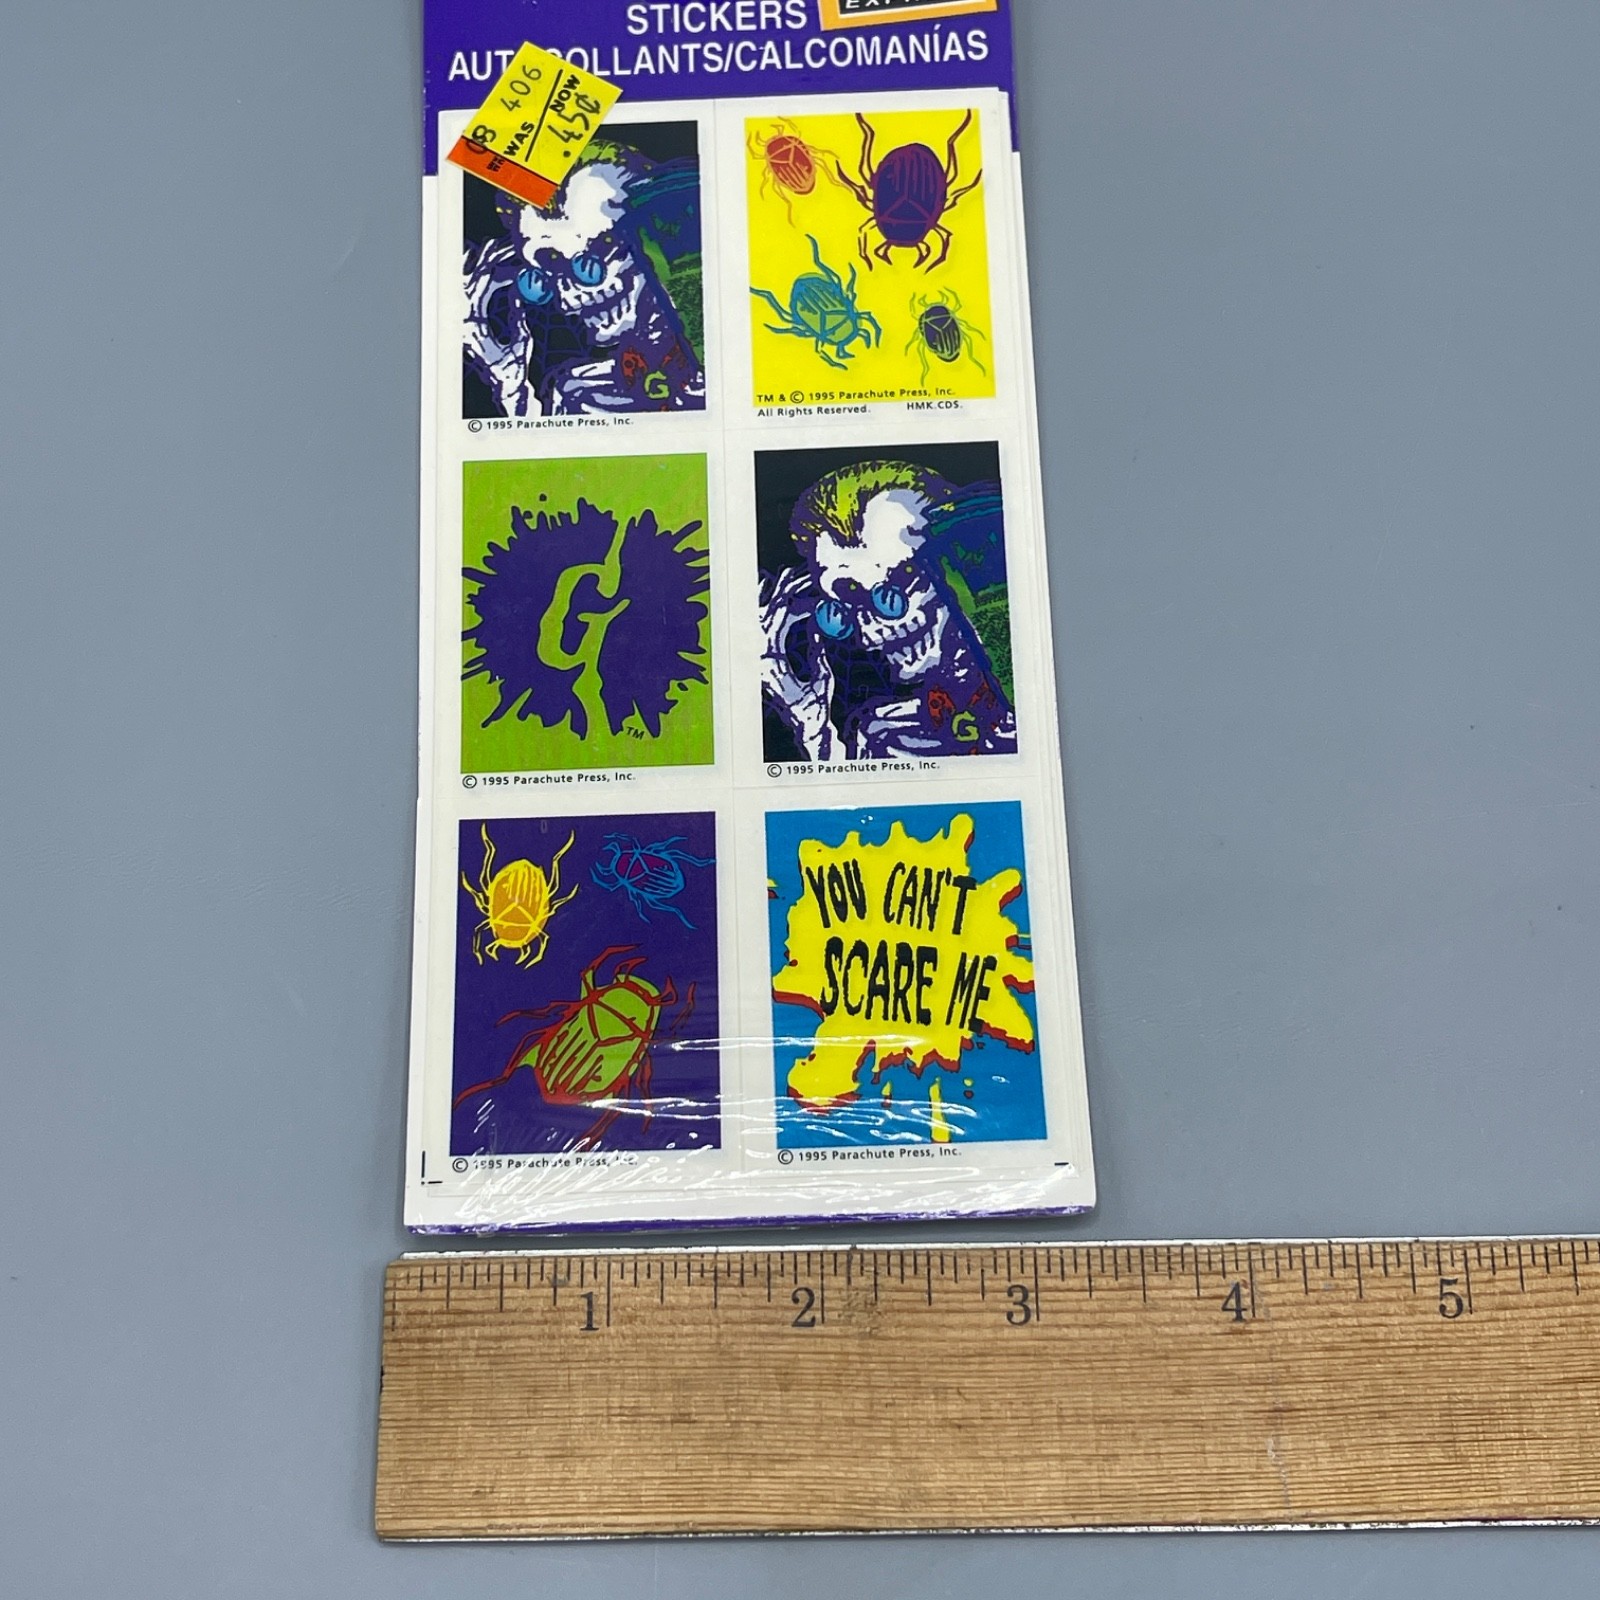 STICKERS
AUT OLLANTS/CALCOMANÍAS
406
WAS
NOW
.45¢
G
© 1995 Parachute Press, Inc.
TM & © 1995 Parachute Press, Inc.
All Rights Reserved. HMK.CDS.
G
TM
© 1995 Parachute Press, Inc.
G
© 1995 Parachute Press, Inc.
© 1995 Parachute Press, Inc.
YOU CAN'T
SCARE ME
© 1995 Parachute Press, Inc.
1 2 3 4 5